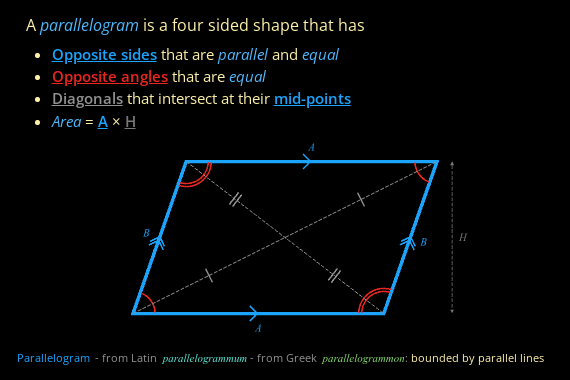 A parallelogram is a four sided shape that has
• Opposite sides that are parallel and equal
• Opposite angles that are equal
• Diagonals that intersect at their mid-points
• Area = A × H
A
B
B
H
A
Parallelogram - from Latin parallelogrammum - from Greek parallelogrammon: bounded by parallel lines